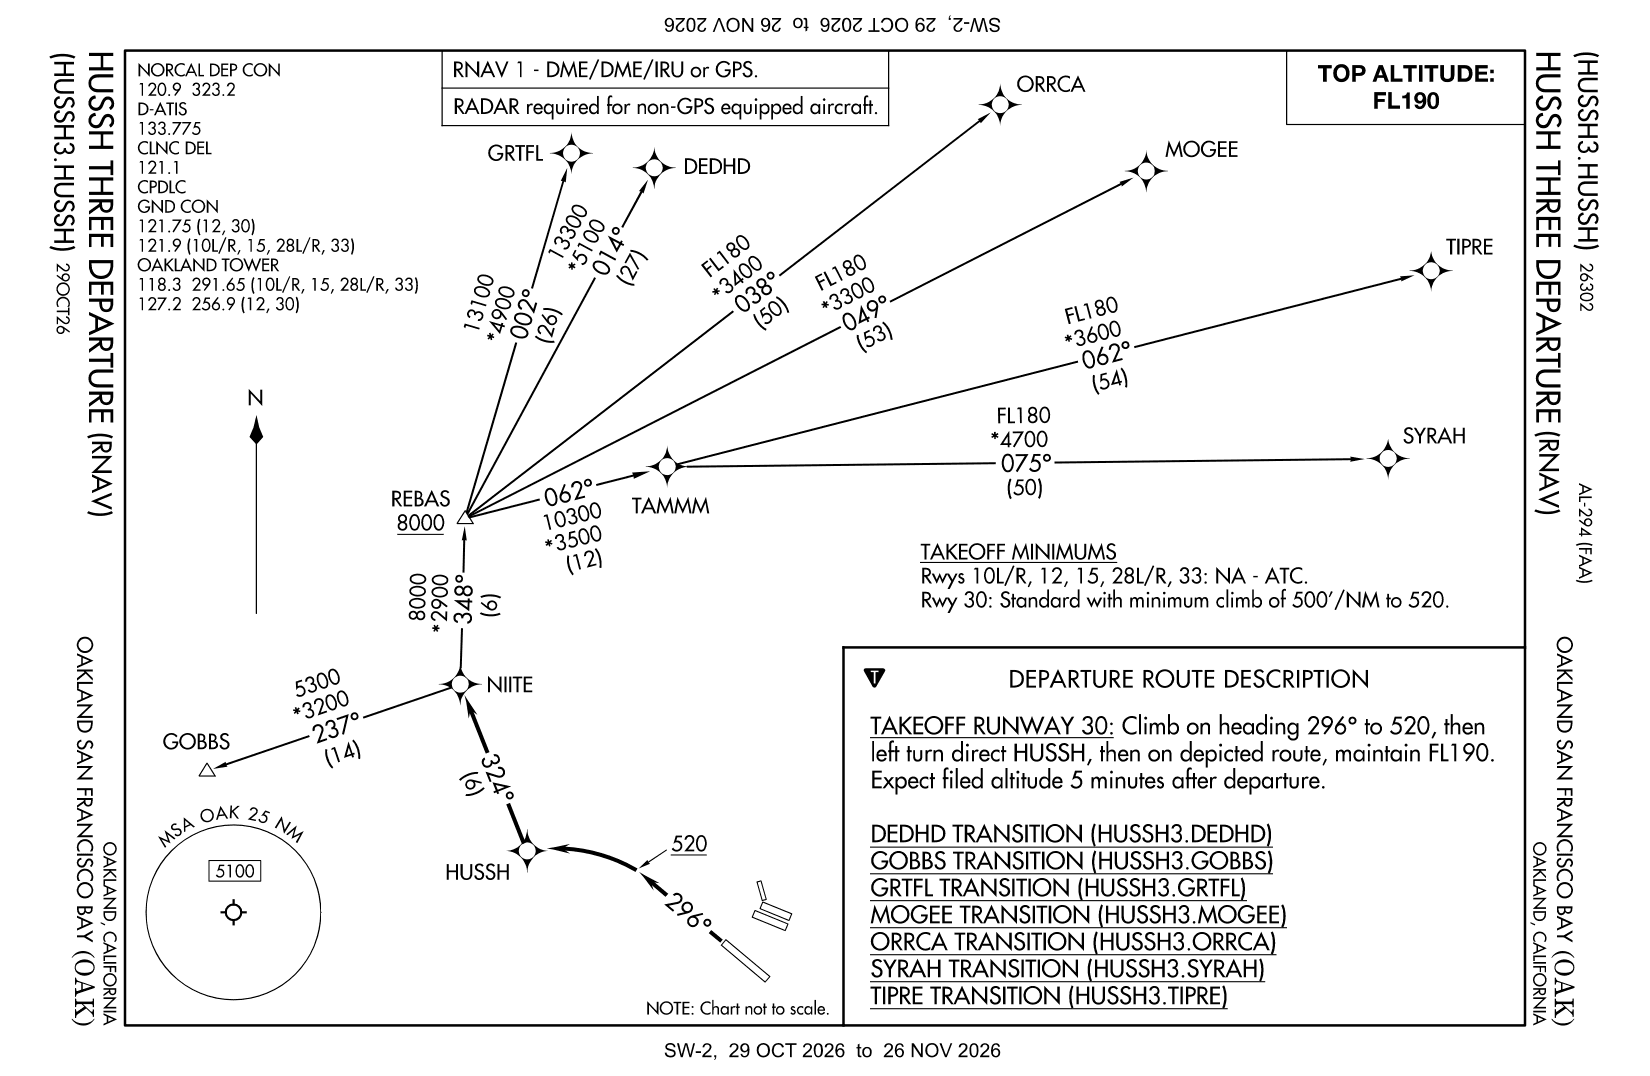 SW-2, 29 OCT 2026 to 26 NOV 2026
HUSSH THREE DEPARTURE (RNAV)
(HUSSH3.HUSSH) 29OCT26
OAKLAND SAN FRANCISCO BAY (OAK)
OAKLAND, CALIFORNIA
NORCAL DEP CON
120.9 323.2
D-ATIS
133.775
CLNC DEL
121.1
CPDLC
GND CON
121.75 (12, 30)
121.9 (10L/R, 15, 28L/R, 33)
OAKLAND TOWER
118.3 291.65 (10L/R, 15, 28L/R, 33)
127.2 256.9 (12, 30)
RNAV 1 - DME/DME/IRU or GPS.
RADAR required for non-GPS equipped aircraft.
TOP ALTITUDE:
FL190
GRTFL
DEDHD
ORRCA
MOGEE
TIPRE
SYRAH
13100
*4900
002°
(26)
13300
*5100
014°
(27)
FL180
*3400
038°
(50)
FL180
*3300
049°
(53)
FL180
*3600
062°
(54)
FL180
*4700
075°
(50)
N
REBAS
8000
062°
10300
*3500
(12)
TAMMM
8000
*2900
348°
(6)
NIITE
5300
*3200
237°
(14)
GOBBS
324°
(6)
HUSSH
520
296°
MSA OAK 25 NM
5100
NOTE: Chart not to scale.
TAKEOFF MINIMUMS
Rwys 10L/R, 12, 15, 28L/R, 33: NA - ATC.
Rwy 30: Standard with minimum climb of 500'/NM to 520.
T
DEPARTURE ROUTE DESCRIPTION
TAKEOFF RUNWAY 30: Climb on heading 296° to 520, then
left turn direct HUSSH, then on depicted route, maintain FL190.
Expect filed altitude 5 minutes after departure.
DEDHD TRANSITION (HUSSH3.DEDHD)
GOBBS TRANSITION (HUSSH3.GOBBS)
GRTFL TRANSITION (HUSSH3.GRTFL)
MOGEE TRANSITION (HUSSH3.MOGEE)
ORRCA TRANSITION (HUSSH3.ORRCA)
SYRAH TRANSITION (HUSSH3.SYRAH)
TIPRE TRANSITION (HUSSH3.TIPRE)
(HUSSH3.HUSSH) 26302
AL-294 (FAA)
HUSSH THREE DEPARTURE (RNAV)
OAKLAND SAN FRANCISCO BAY (OAK)
OAKLAND, CALIFORNIA
SW-2, 29 OCT 2026 to 26 NOV 2026